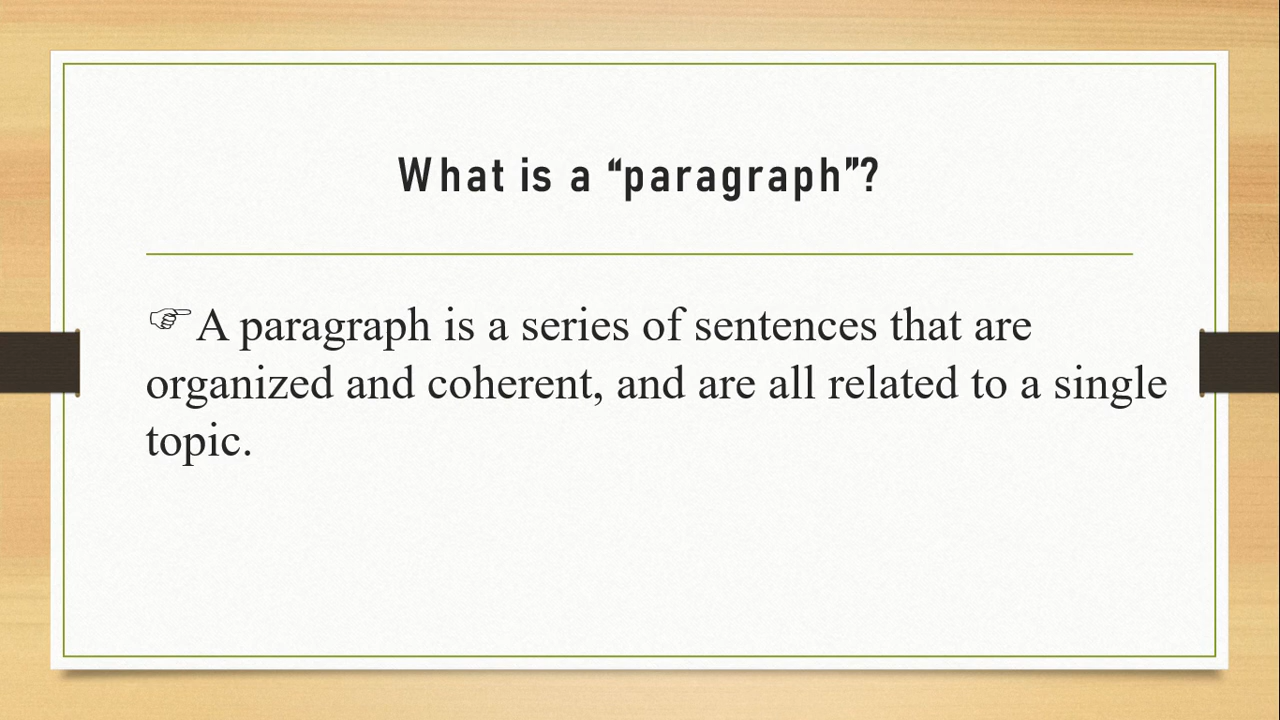 What is a “paragraph”?
☞A paragraph is a series of sentences that are
organized and coherent, and are all related to a single
topic.